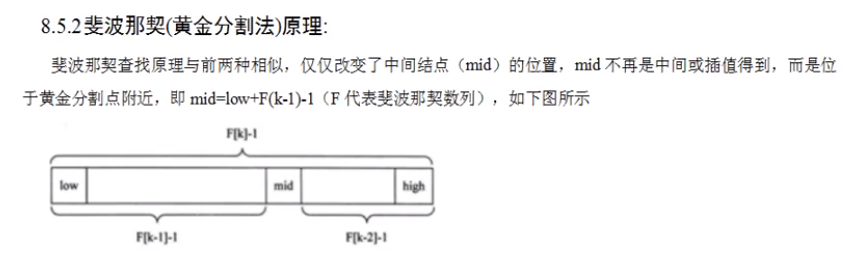 8.5.2斐波那契(黄金分割法)原理:
斐波那契查找原理与前两种相似，仅仅改变了中间结点（mid）的位置，mid 不再是中间或插值得到，而是位
于黄金分割点附近，即 mid=low+F(k-1)-1（F 代表斐波那契数列），如下图所示
F[k]-1
low mid high
F[k-1]-1 F[k-2]-1